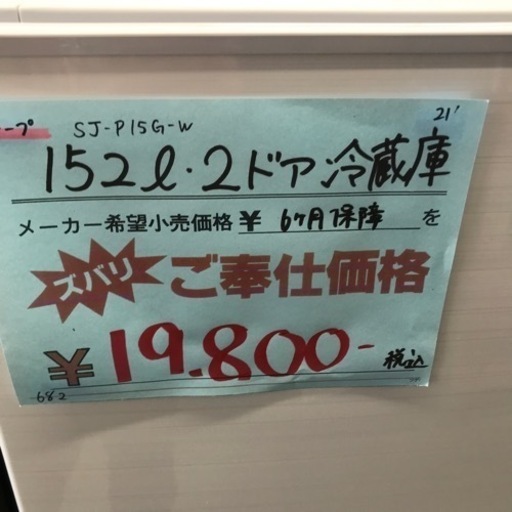 ープ SJ-P15G-W 21'
152ℓ・2ドア冷蔵庫
メーカー希望小売価格 ¥ 6ケ月保障 を
ズバリ ご奉仕価格
¥19.800- 税込
682